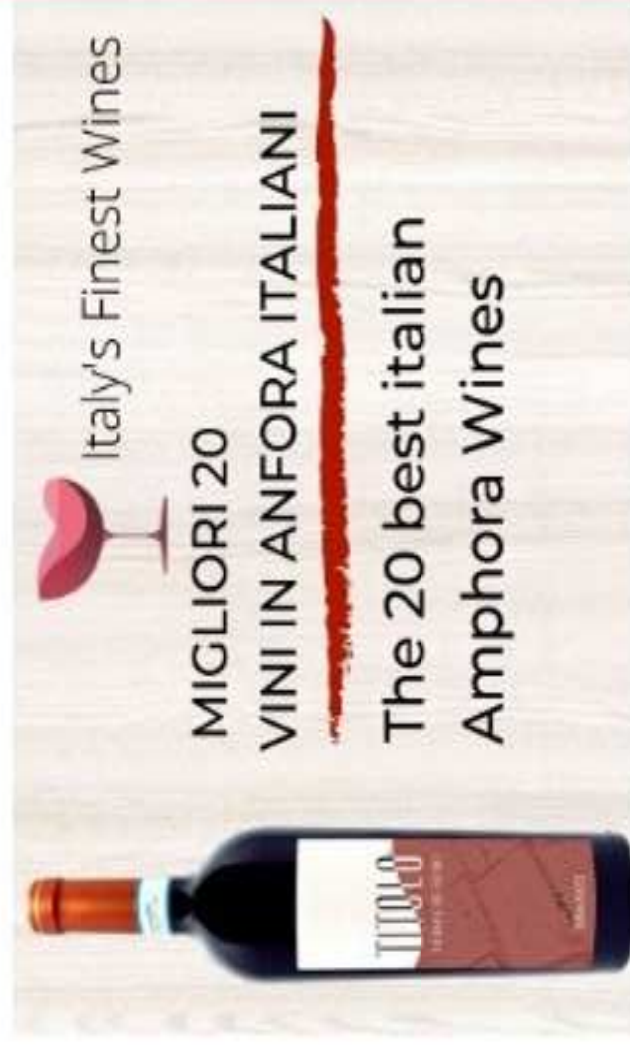 Italy's Finest Wines
MIGLIORI 20
VINI IN ANFORA ITALIANI
The 20 best italian
Amphora Wines
TITOLO